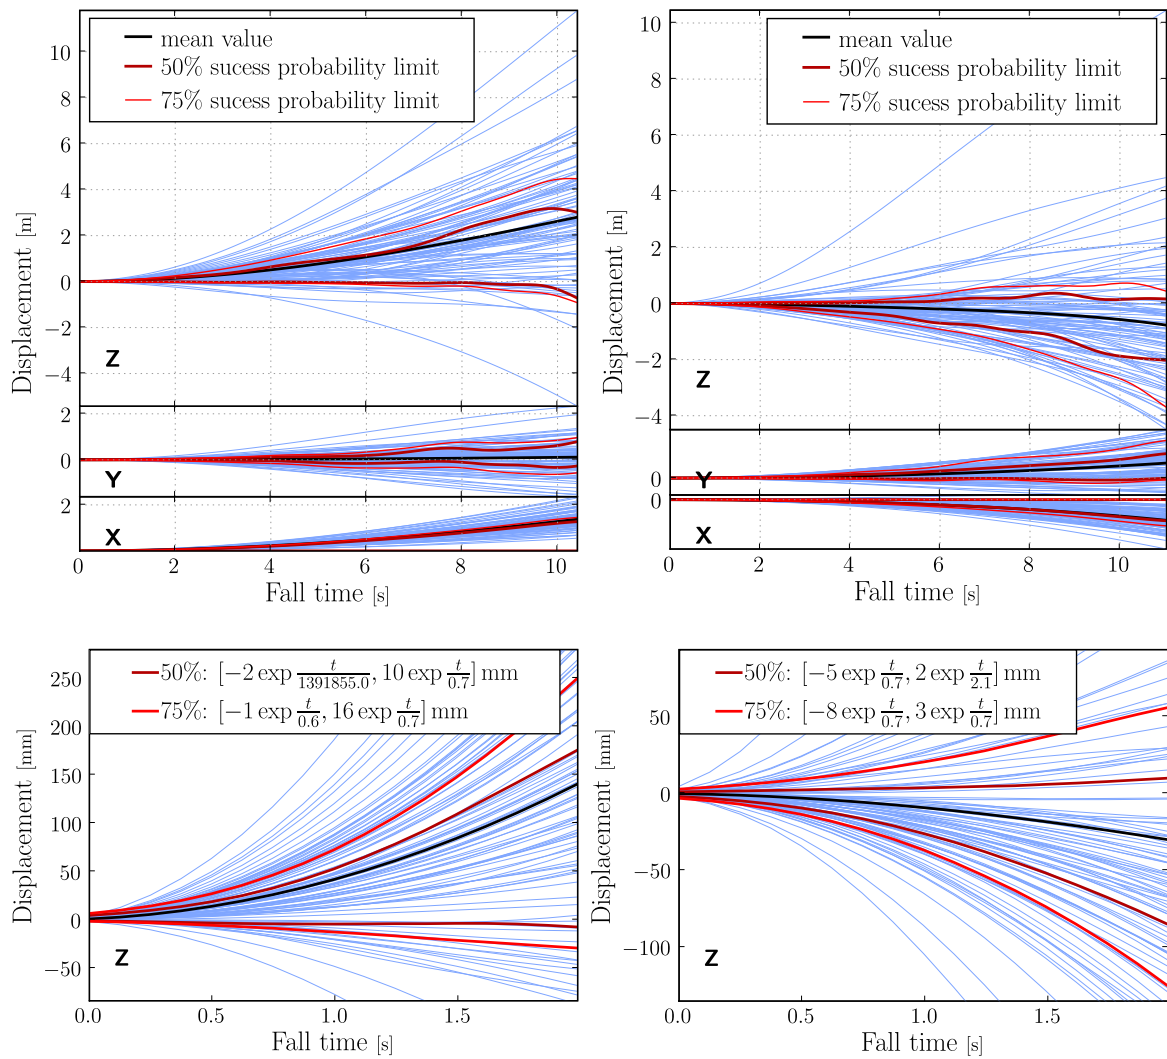 mean value
50% sucess probability limit
75% sucess probability limit
Displacement [m]
10
8
6
4
2
0
−2
−4
Z
2
0
Y
2
X
0
2
4
6
8
10
Fall time [s]
mean value
50% sucess probability limit
75% sucess probability limit
Displacement [m]
10
8
6
4
2
0
−2
−4
Z
0
Y
0
X
0
2
4
6
8
10
Fall time [s]
50%: [−2 exp t/1391855.0, 10 exp t/0.7] mm
75%: [−1 exp t/0.6, 16 exp t/0.7] mm
Displacement [mm]
250
200
150
100
50
0
−50
Z
0.0
0.5
1.0
1.5
Fall time [s]
50%: [−5 exp t/0.7, 2 exp t/2.1] mm
75%: [−8 exp t/0.7, 3 exp t/0.7] mm
Displacement [mm]
50
0
−50
−100
Z
0.0
0.5
1.0
1.5
Fall time [s]